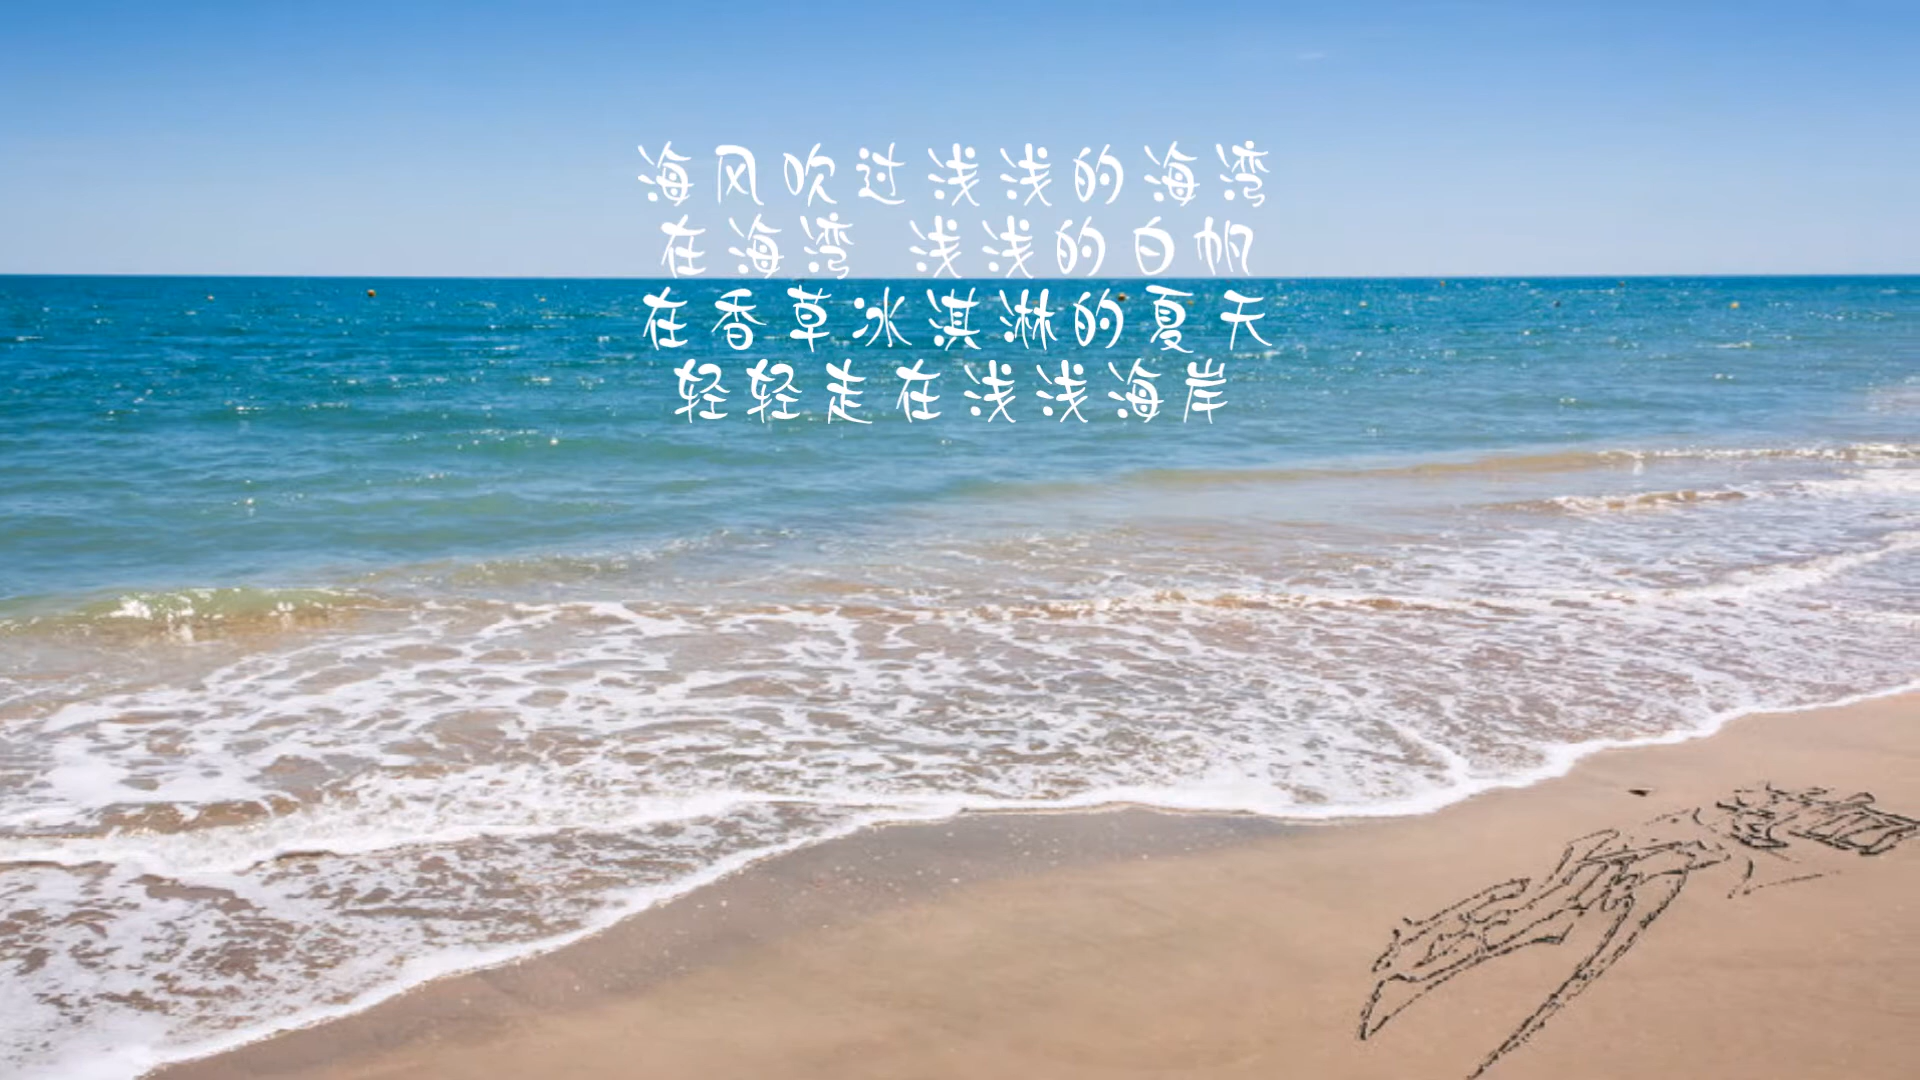 海风吹过浅浅的海湾
在海湾 浅浅的白帆
在香草冰淇淋的夏天
轻轻走在浅浅海岸